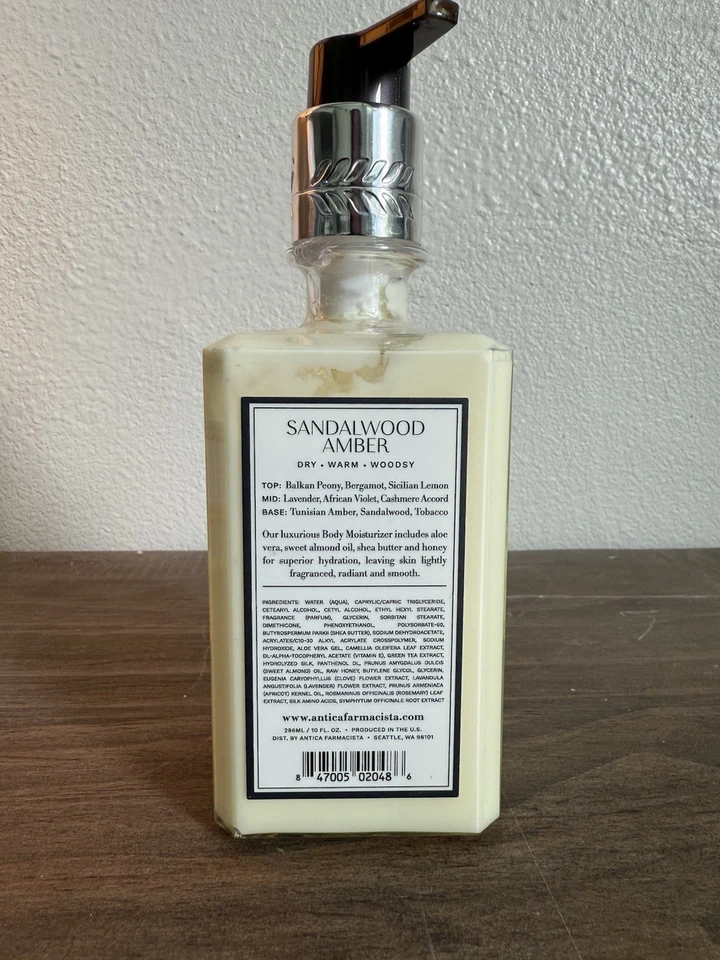 SANDALWOOD
AMBER
DRY • WARM • WOODSY
TOP: Balkan Peony, Bergamot, Sicilian Lemon
MID: Lavender, African Violet, Cashmere Accord
BASE: Tunisian Amber, Sandalwood, Tobacco
Our luxurious Body Moisturizer includes aloe
vera, sweet almond oil, shea butter and honey
for superior hydration, leaving skin lightly
fragranced, radiant and smooth.
INGREDIENTS: WATER (AQUA), CAPRYLIC/CAPRIC TRIGLYCERIDE,
CETEARYL ALCOHOL, CETYL ALCOHOL, ETHYL HEXYL STEARATE,
FRAGRANCE (PARFUM), GLYCERIN, SORBITAN STEARATE,
DIMETHICONE, PHENOXYETHANOL, POLYSORBATE-60,
BUTYROSPERMUM PARKII (SHEA BUTTER), SODIUM DEHYDROACETATE,
ACRYLATES/C10-30 ALKYL ACRYLATE CROSSPOLYMER, SODIUM
HYDROXIDE, ALOE VERA GEL, CAMELLIA OLEIFERA LEAF EXTRACT,
DL-ALPHA-TOCOPHERYL ACETATE (VITAMIN E), GREEN TEA EXTRACT,
HYDROLYZED SILK, PANTHENOL DL, PRUNUS AMYGDALUS DULCIS
(SWEET ALMOND) OIL, RAW HONEY, BUTYLENE GLYCOL, GLYCERIN,
EUGENIA CARYOPHYLLUS (CLOVE) FLOWER EXTRACT, LAVANDULA
ANGUSTIFOLIA (LAVENDER) FLOWER EXTRACT, PRUNUS ARMENIACA
(APRICOT) KERNEL OIL, ROSMARINUS OFFICINALIS (ROSEMARY) LEAF
EXTRACT, SILK AMINO ACIDS, SYMPHYTUM OFFICINALE ROOT EXTRACT
www.anticafarmacista.com
296ML / 10 FL. OZ. • PRODUCED IN THE U.S.
DIST. BY ANTICA FARMACISTA • SEATTLE, WA 98101
8 47005 02048 6